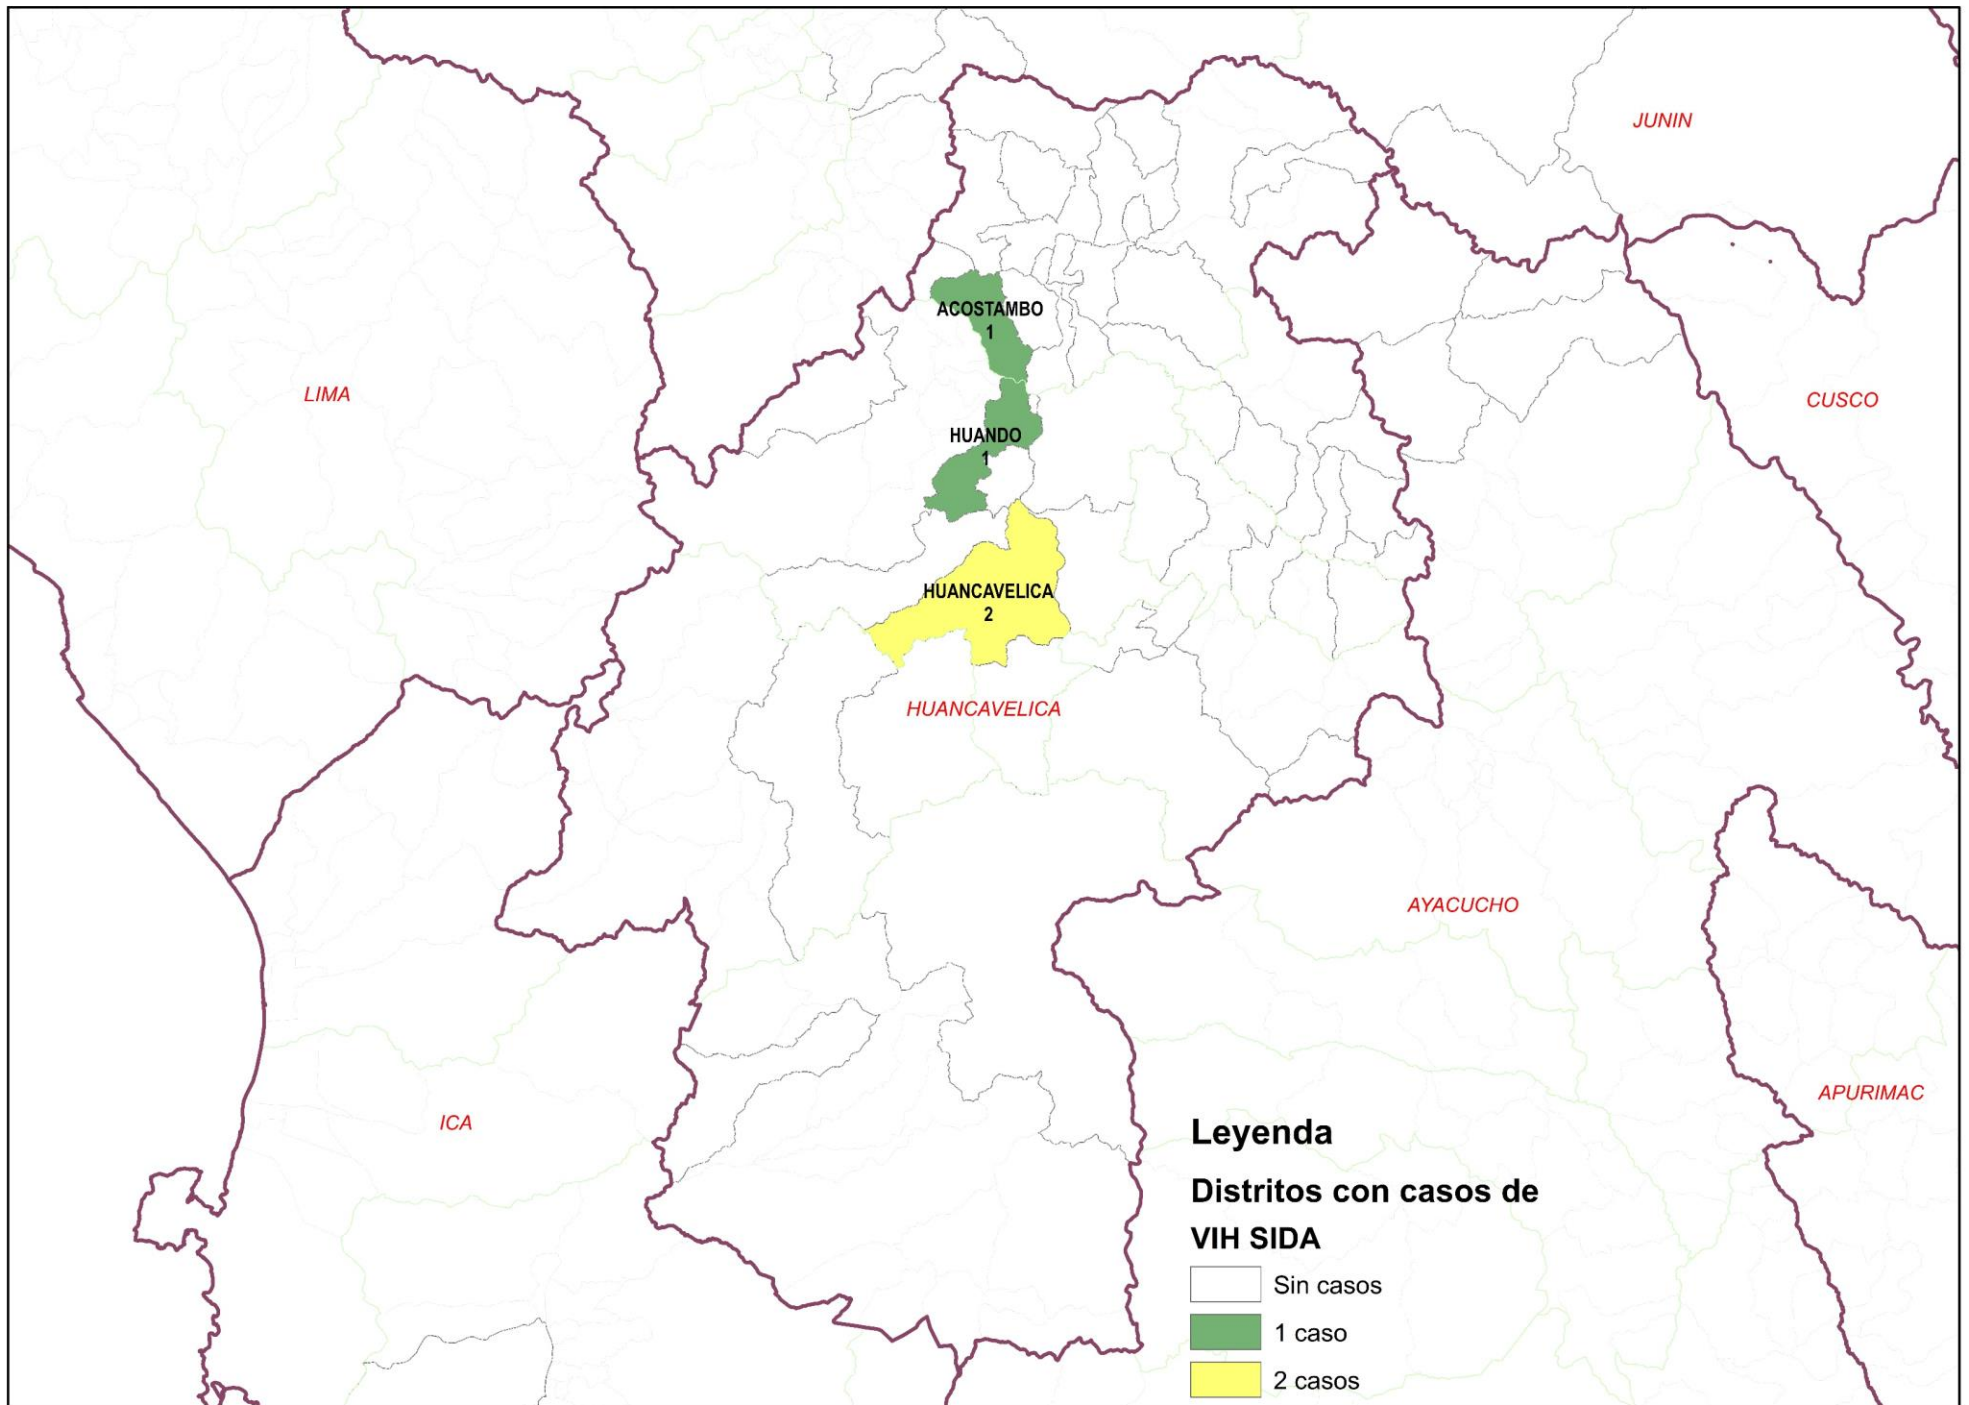 JUNIN
ACOSTAMBO
1
LIMA
CUSCO
HUANDO
1
HUANCAVELICA
2
HUANCAVELICA
AYACUCHO
APURIMAC
ICA
Leyenda
Distritos con casos de
VIH SIDA
Sin casos
1 caso
2 casos